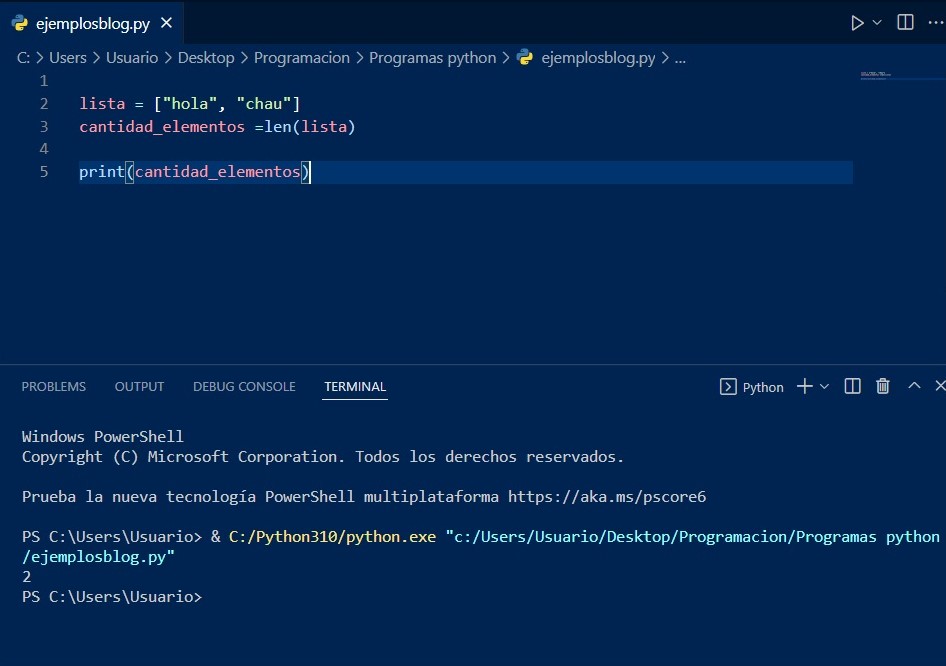 ejemplosblog.py
C: > Users > Usuario > Desktop > Programacion > Programas python > ejemplosblog.py > ...
1
2 lista = ["hola", "chau"]
3 cantidad_elementos =len(lista)
4
5 print(cantidad_elementos)
PROBLEMS OUTPUT DEBUG CONSOLE TERMINAL Python
Windows PowerShell
Copyright (C) Microsoft Corporation. Todos los derechos reservados.
Prueba la nueva tecnología PowerShell multiplataforma https://aka.ms/pscore6
PS C:\Users\Usuario> & C:/Python310/python.exe "c:/Users/Usuario/Desktop/Programacion/Programas python
/ejemplosblog.py"
2
PS C:\Users\Usuario>